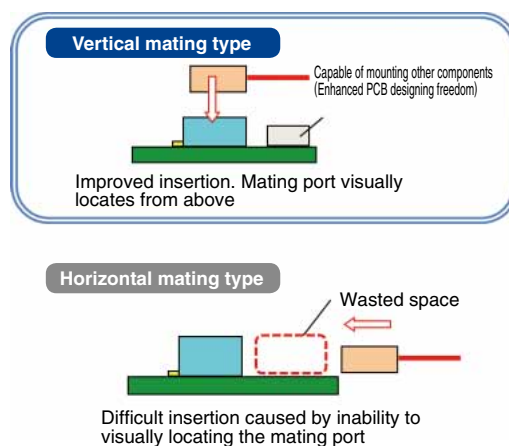 Vertical mating type
Capable of mounting other components
(Enhanced PCB designing freedom)
Improved insertion. Mating port visually
locates from above
Horizontal mating type
Wasted space
Difficult insertion caused by inability to
visually locating the mating port